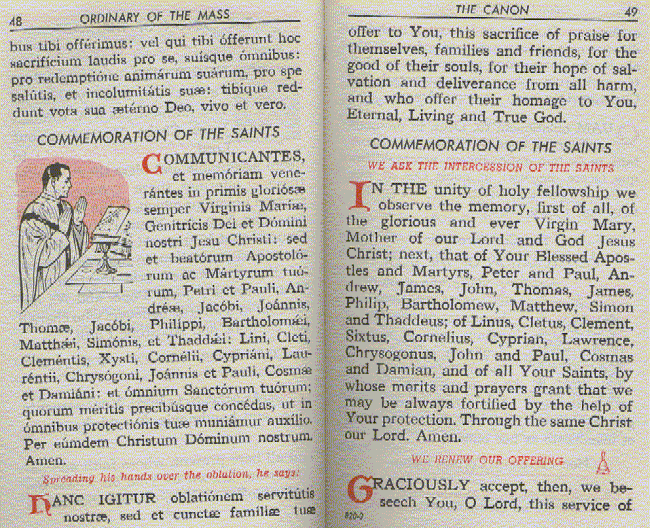 48 ORDINARY OF THE MASS
bus tibi offérimus: vel qui tibi ófferunt hoc
sacrifícium laudis pro se, suísque ómnibus:
pro redemptióne animárum suárum, pro spe
salútis, et incolumitátis suæ: tibíque red-
dunt vota sua ætérno Deo, vivo et vero.
COMMEMORATION OF THE SAINTS
COMMUNICANTES,
et memóriam vene-
rántes in primis gloriósæ
semper Vírginis Maríæ,
Genitrícis Dei et Dómini
nostri Jesu Christi: sed
et beatórum Apostoló-
rum ac Mártyrum tuó-
rum, Petri et Pauli, An-
dréæ, Jacóbi, Joánnis,
Thomæ, Jacóbi, Philíppi, Bartholomǽi,
Matthǽi, Simónis, et Thaddǽi: Lini, Cleti,
Cleméntis, Xysti, Cornélii, Cypriáni, Lau-
réntii, Chrysógoni, Joánnis et Pauli, Cosmæ
et Damiáni: et ómnium Sanctórum tuórum;
quorum méritis precibúsque concédas, ut in
ómnibus protectiónis tuæ muniámur auxílio.
Per eúmdem Christum Dóminum nostrum.
Amen.
Spreading his hands over the oblation, he says:
HANC IGITUR oblatiónem servitútis
nostræ, sed et cunctæ famíliæ tuæ
THE CANON 49
offer to You, this sacrifice of praise for
themselves, families and friends, for the
good of their souls, for their hope of sal-
vation and deliverance from all harm,
and who offer their homage to You,
Eternal, Living and True God.
COMMEMORATION OF THE SAINTS
WE ASK THE INTERCESSION OF THE SAINTS
IN THE unity of holy fellowship we
observe the memory, first of all, of
the glorious and ever Virgin Mary,
Mother of our Lord and God Jesus
Christ; next, that of Your Blessed Apos-
tles and Martyrs, Peter and Paul, An-
drew, James, John, Thomas, James,
Philip, Bartholomew, Matthew, Simon
and Thaddeus; of Linus, Cletus, Clement,
Sixtus, Cornelius, Cyprian, Lawrence,
Chrysogonus, John and Paul, Cosmas
and Damian, and of all Your Saints, by
whose merits and prayers grant that we
may be always fortified by the help of
Your protection. Through the same Christ
our Lord. Amen.
WE RENEW OUR OFFERING
GRACIOUSLY accept, then, we be-
seech You, O Lord, this service of
820-9